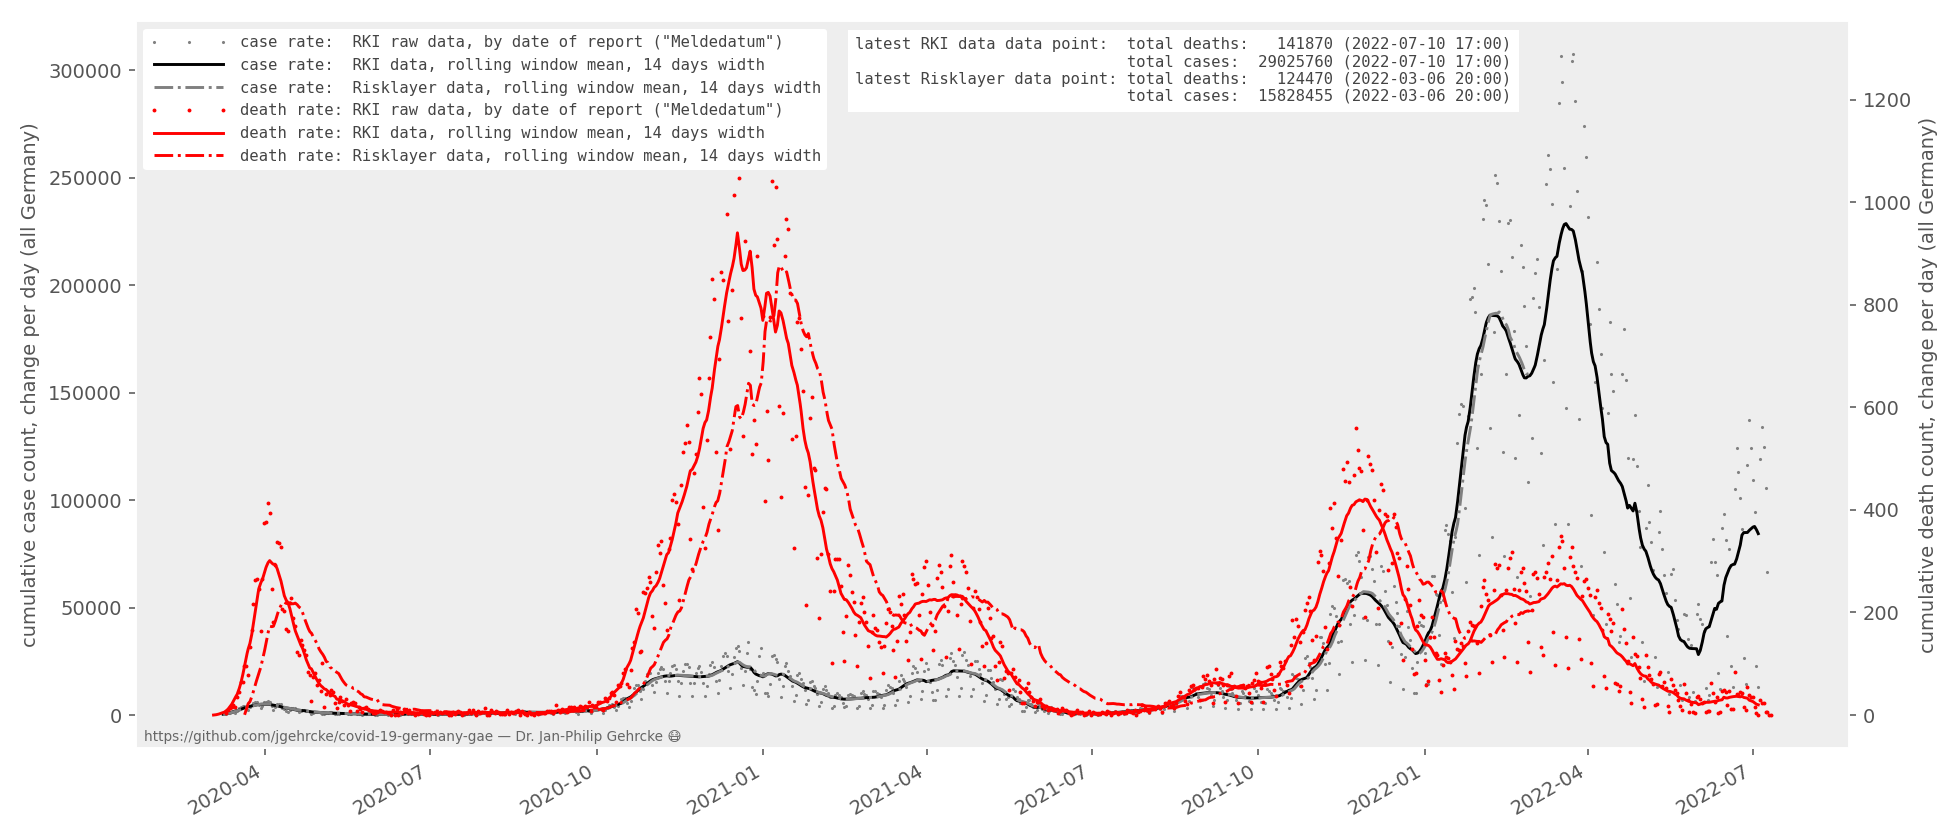 case rate:  RKI raw data, by date of report ("Meldedatum")
case rate:  RKI data, rolling window mean, 14 days width
case rate:  Risklayer data, rolling window mean, 14 days width
death rate: RKI raw data, by date of report ("Meldedatum")
death rate: RKI data, rolling window mean, 14 days width
death rate: Risklayer data, rolling window mean, 14 days width
latest RKI data data point:  total deaths:   141870 (2022-07-10 17:00)
total cases:  29025760 (2022-07-10 17:00)
latest Risklayer data point: total deaths:   124470 (2022-03-06 20:00)
total cases:  15828455 (2022-03-06 20:00)
cumulative case count, change per day (all Germany)
300000
250000
200000
150000
100000
50000
0
1200
1000
800
600
400
200
0
cumulative death count, change per day (all Germany)
https://github.com/jgehrcke/covid-19-germany-gae — Dr. Jan-Philip Gehrcke
2020-04
2020-07
2020-10
2021-01
2021-04
2021-07
2021-10
2022-01
2022-04
2022-07